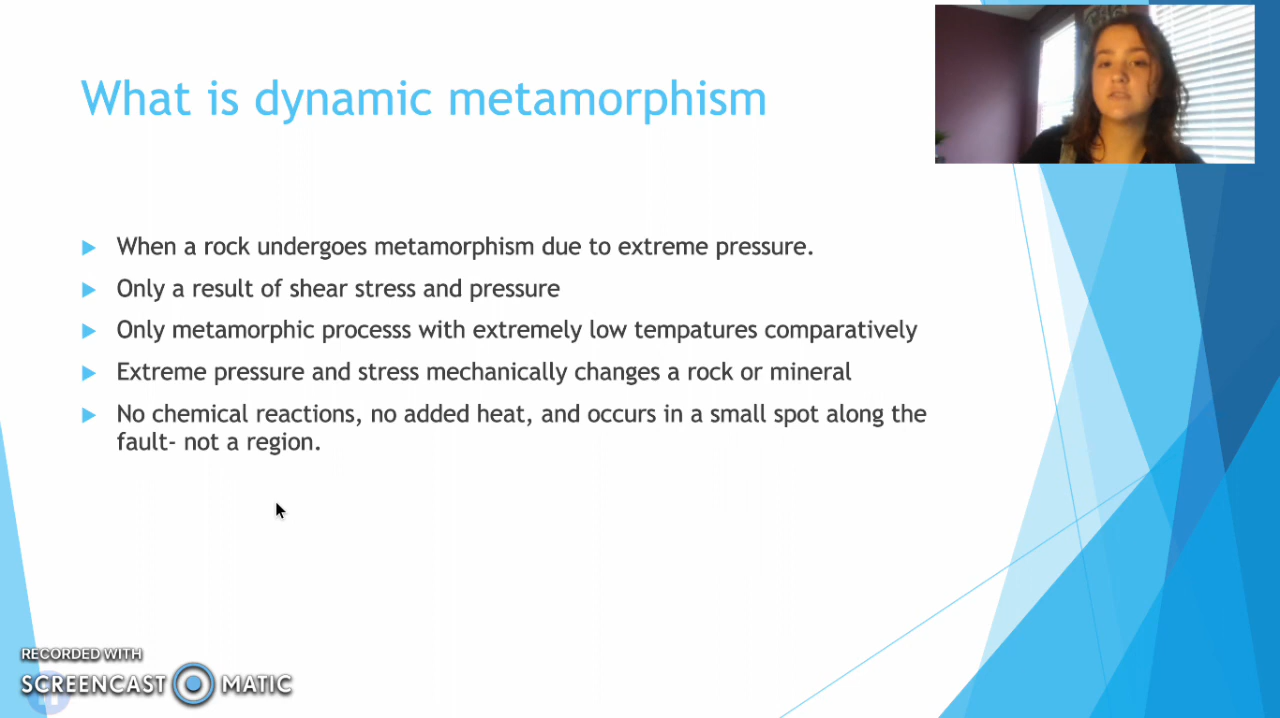 What is dynamic metamorphism
When a rock undergoes metamorphism due to extreme pressure.
Only a result of shear stress and pressure
Only metamorphic processs with extremely low tempatures comparatively
Extreme pressure and stress mechanically changes a rock or mineral
No chemical reactions, no added heat, and occurs in a small spot along the
fault- not a region.
RECORDED WITH
SCREENCAST MATIC